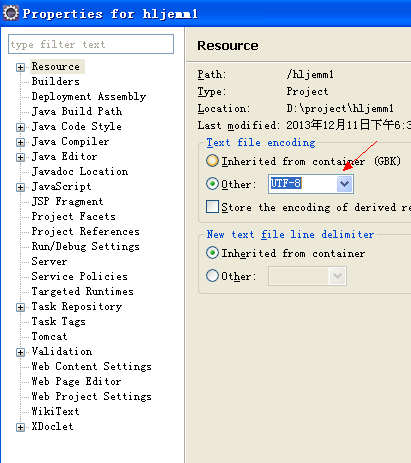 Properties for hljemm1
type filter text
Resource
Builders
Deployment Assembly
Java Build Path
Java Code Style
Java Compiler
Java Editor
Javadoc Location
JavaScript
JSP Fragment
Project Facets
Project References
Run/Debug Settings
Server
Service Policies
Targeted Runtimes
Task Repository
Task Tags
Tomcat
Validation
Web Content Settings
Web Page Editor
Web Project Settings
WikiText
XDoclet
Resource
Path: /hljemm1
Type: Project
Location: D:\project\hljemm1
Last modified: 2013年12月11日下午6:3
Text file encoding
Inherited from container (GBK)
Other: UTF-8
Store the encoding of derived re
New text file line delimiter
Inherited from container
Other: